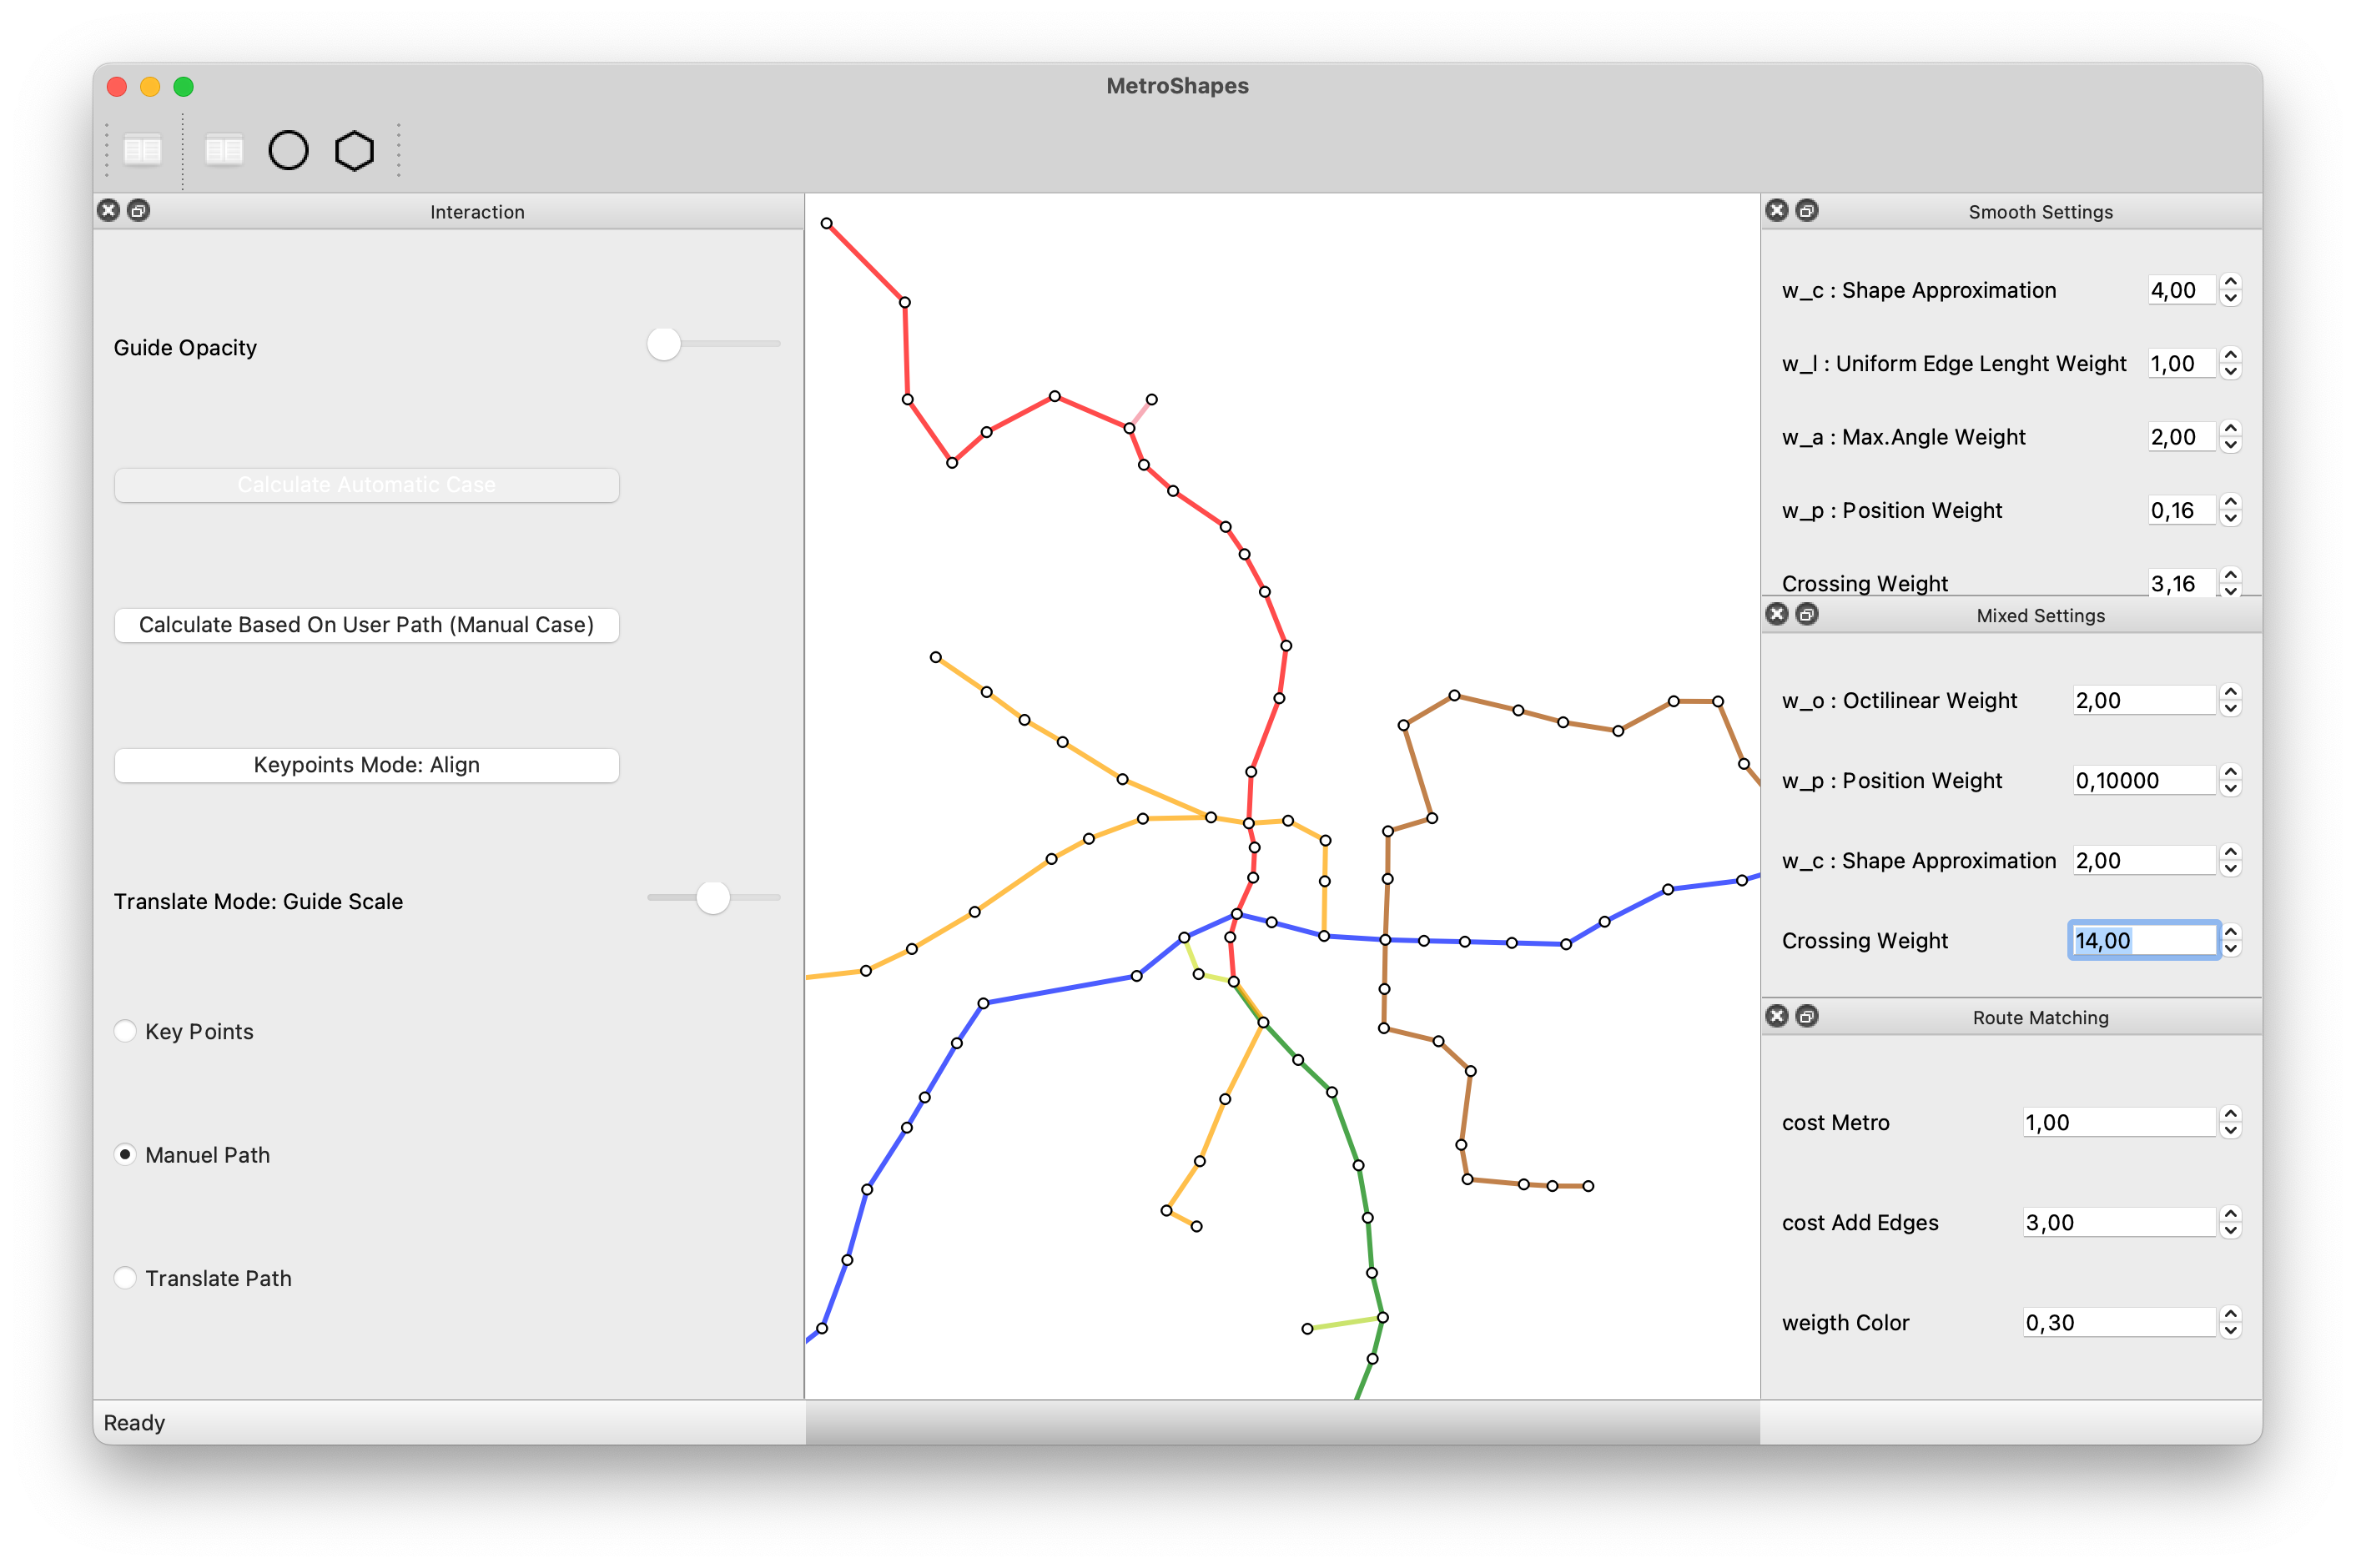 MetroShapes
Interaction
Guide Opacity
Calculate Automatic Case
Calculate Based On User Path (Manual Case)
Keypoints Mode: Align
Translate Mode: Guide Scale
Key Points
Manuel Path
Translate Path
Smooth Settings
w_c : Shape Approximation 4,00
w_l : Uniform Edge Lenght Weight 1,00
w_a : Max.Angle Weight 2,00
w_p : Position Weight 0,16
Crossing Weight 3,16
Mixed Settings
w_o : Octilinear Weight 2,00
w_p : Position Weight 0,10000
w_c : Shape Approximation 2,00
Crossing Weight 14,00
Route Matching
cost Metro 1,00
cost Add Edges 3,00
weigth Color 0,30
Ready